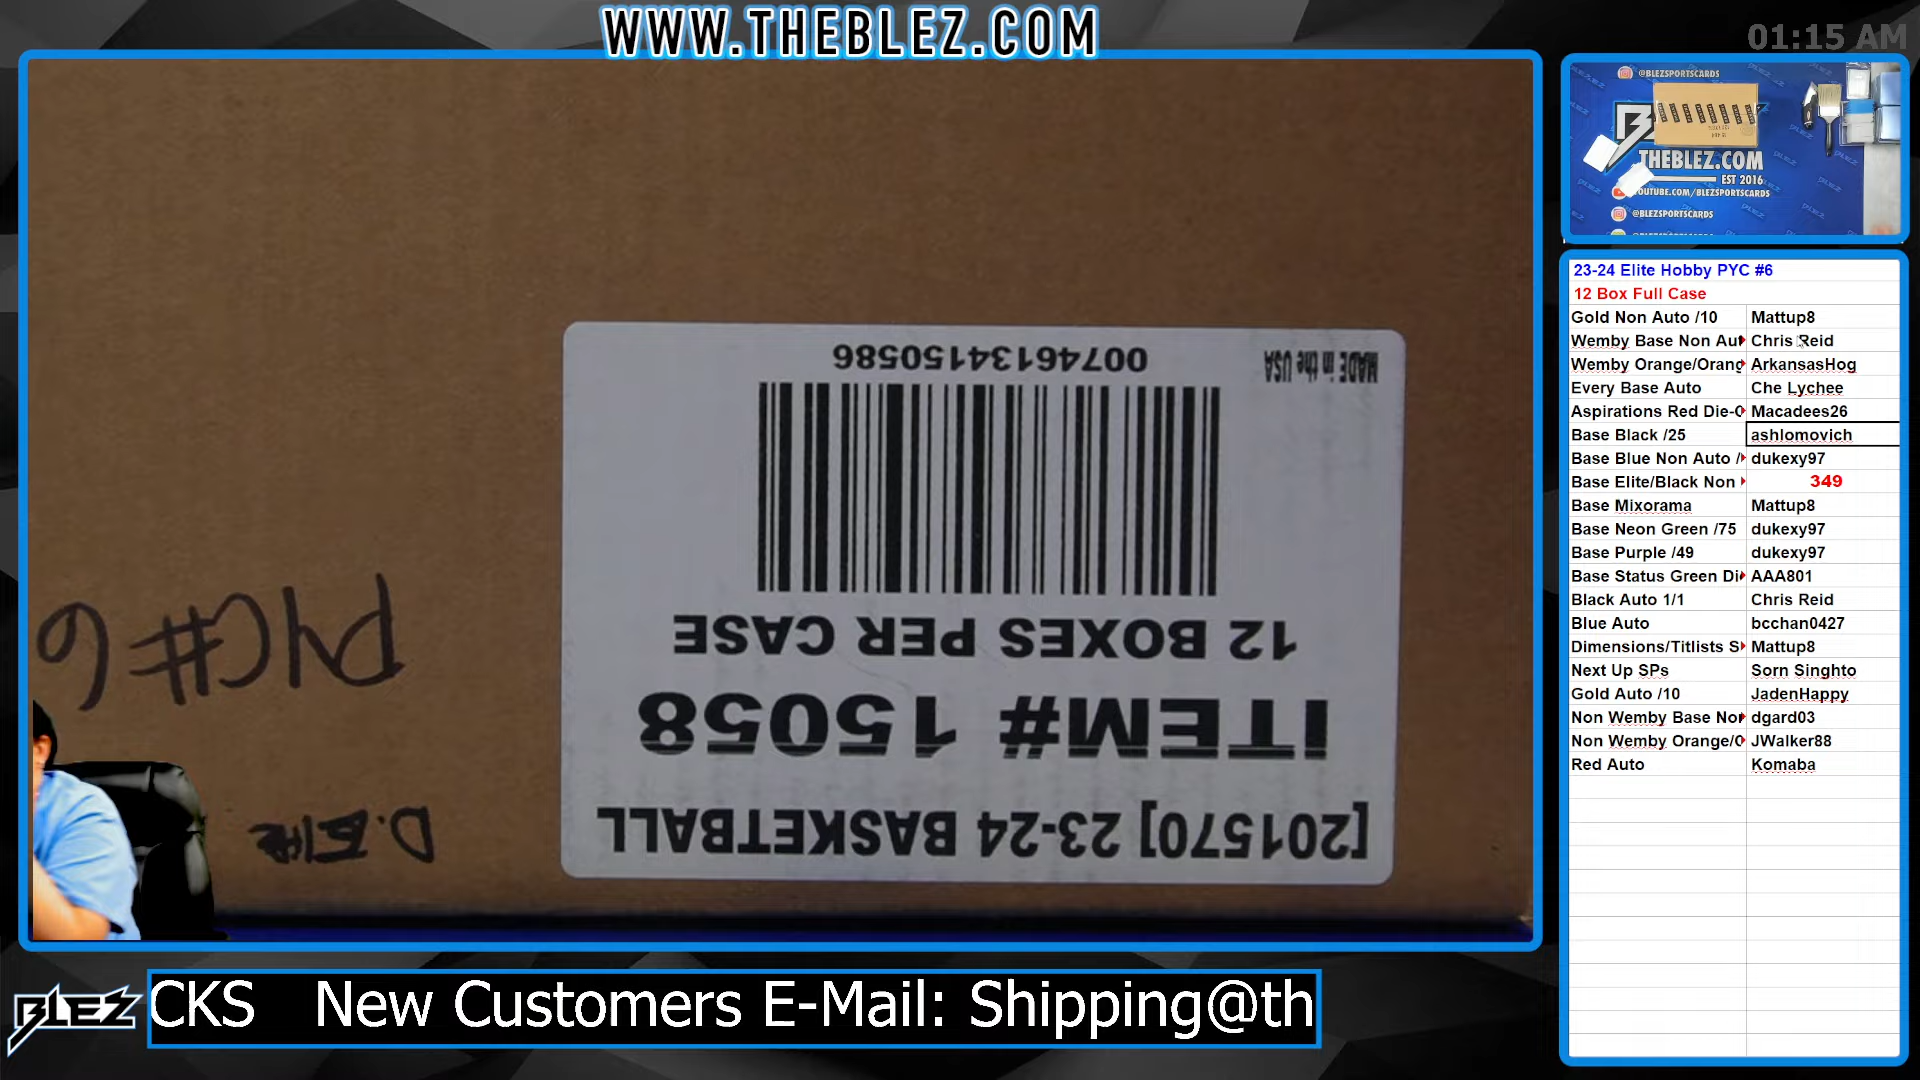 WWW.THEBLEZ.COM
01:15 AM
@BLEZSPORTSCARDS
THEBLEZ.COM
EST 2016
YOUTUBE.COM/BLEZSPORTSCARDS
@BLEZSPORTSCARDS
23-24 Elite Hobby PYC #6
12 Box Full Case
Gold Non Auto /10 Mattup8
Wemby Base Non Aut Chris Reid
Wemby Orange/Orang ArkansasHog
Every Base Auto Che Lychee
Aspirations Red Die-C Macadees26
Base Black /25 ashlomovich
Base Blue Non Auto / dukexy97
Base Elite/Black Non 349
Base Mixorama Mattup8
Base Neon Green /75 dukexy97
Base Purple /49 dukexy97
Base Status Green Di AAA801
Black Auto 1/1 Chris Reid
Blue Auto bcchan0427
Dimensions/Titlists S Mattup8
Next Up SPs Sorn Singhto
Gold Auto /10 JadenHappy
Non Wemby Base Non dgard03
Non Wemby Orange/O JWalker88
Red Auto Komaba
[201570] 23-24 BASKETBALL
ITEM# 15058
12 BOXES PER CASE
00746134150586
MADE in the USA
D. Elite
PYC#6
BLEZ
CKS New Customers E-Mail: Shipping@th